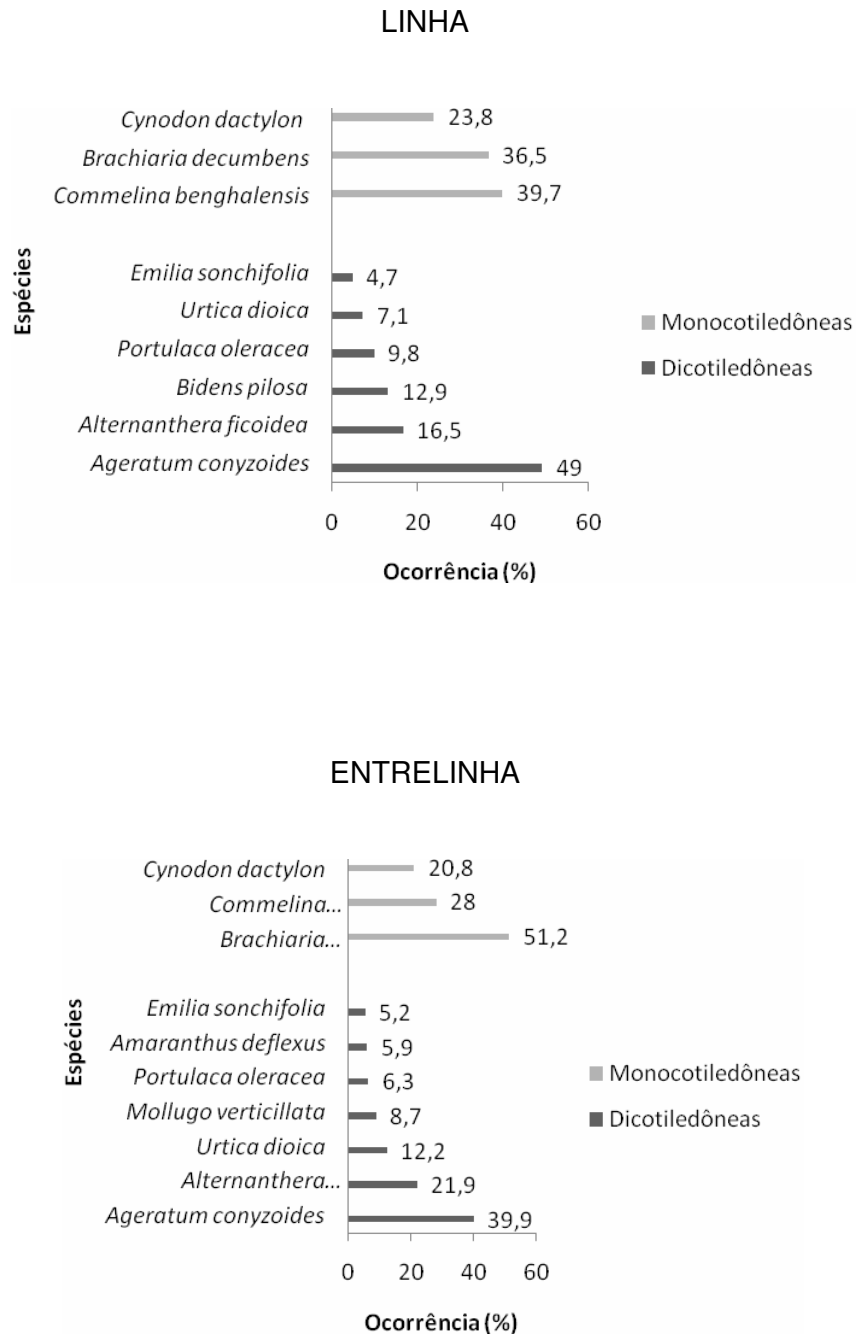 LINHA
Cynodon dactylon 23,8
Brachiaria decumbens 36,5
Commelina benghalensis 39,7
Espécies
Emilia sonchifolia 4,7
Urtica dioica 7,1
Portulaca oleracea 9,8
Bidens pilosa 12,9
Alternanthera ficoidea 16,5
Ageratum conyzoides 49
Monocotiledôneas
Dicotiledôneas
0 20 40 60
Ocorrência (%)
ENTRELINHA
Cynodon dactylon 20,8
Commelina... 28
Brachiaria... 51,2
Espécies
Emilia sonchifolia 5,2
Amaranthus deflexus 5,9
Portulaca oleracea 6,3
Mollugo verticillata 8,7
Urtica dioica 12,2
Alternanthera... 21,9
Ageratum conyzoides 39,9
Monocotiledôneas
Dicotiledôneas
0 20 40 60
Ocorrência (%)